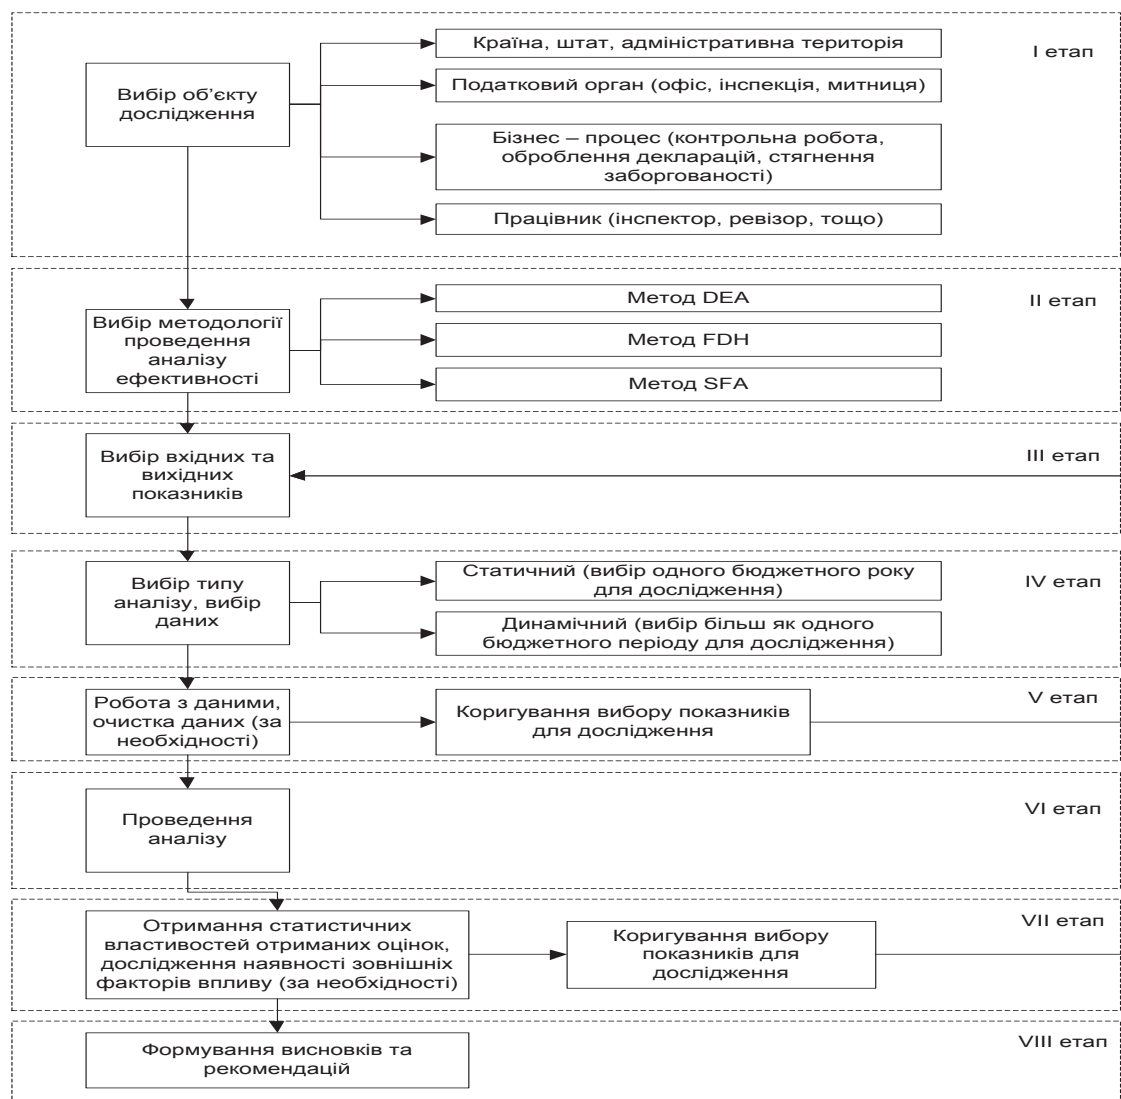 Країна, штат, адміністративна територія
І етап
Вибір об’єкту
дослідження
Податковий орган (офіс, інспекція, митниця)
Бізнес – процес (контрольна робота,
оброблення декларацій, стягнення
заборгованості)
Працівник (інспектор, ревізор, тощо)
ІІ етап
Вибір методології
проведення
аналізу
ефективності
Метод DEA
Метод FDH
Метод SFA
ІІІ етап
Вибір вхідних та
вихідних
показників
IV етап
Вибір типу
аналізу, вибір
даних
Статичний (вибір одного бюджетного року
для дослідження)
Динамічний (вибір більш як одного
бюджетного періоду для дослідження)
V етап
Робота з даними,
очистка даних (за
необхідності)
Коригування вибору показників
для дослідження
VI етап
Проведення
аналізу
VII етап
Отримання статистичних
властивостей отриманих оцінок,
дослідження наявності зовнішніх
факторів впливу (за необхідності)
Коригування вибору
показників для
дослідження
VIII етап
Формування висновків та
рекомендацій